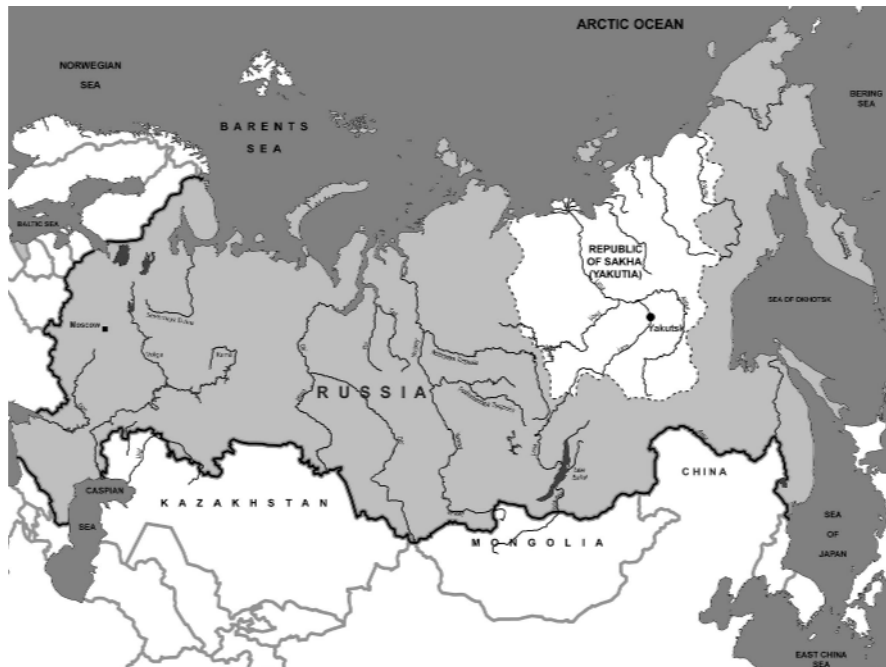 ARCTIC OCEAN
NORWEGIAN
SEA
BERING
SEA
BARENTS
SEA
BALTIC SEA
REPUBLIC
OF SAKHA
(YAKUTIA)
SEA OF OKHOTSK
Moscow
Yakutsk
Volga
Kama
RUSSIA
CHINA
CASPIAN
SEA
KAZAKHSTAN
MONGOLIA
SEA
OF
JAPAN
EAST CHINA
SEA